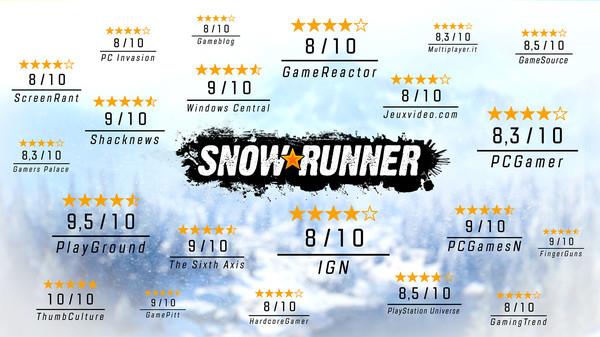 8/10
Gameblog
8/10
PC Invasion
8/10
GameReactor
8,3/10
Multiplayer.it
8,5/10
GameSource
8/10
ScreenRant
9/10
Windows Central
8/10
Jeuxvideo.com
9/10
Shacknews
8,3/10
PCGamer
8,3/10
Gamers Palace
SNOWRUNNER
9,5/10
PlayGround
9/10
The Sixth Axis
8/10
IGN
9/10
PCGamesN
9/10
FingerGuns
10/10
ThumbCulture
9/10
GamePitt
8/10
HardcoreGamer
8,5/10
PlayStation Universe
8/10
GamingTrend